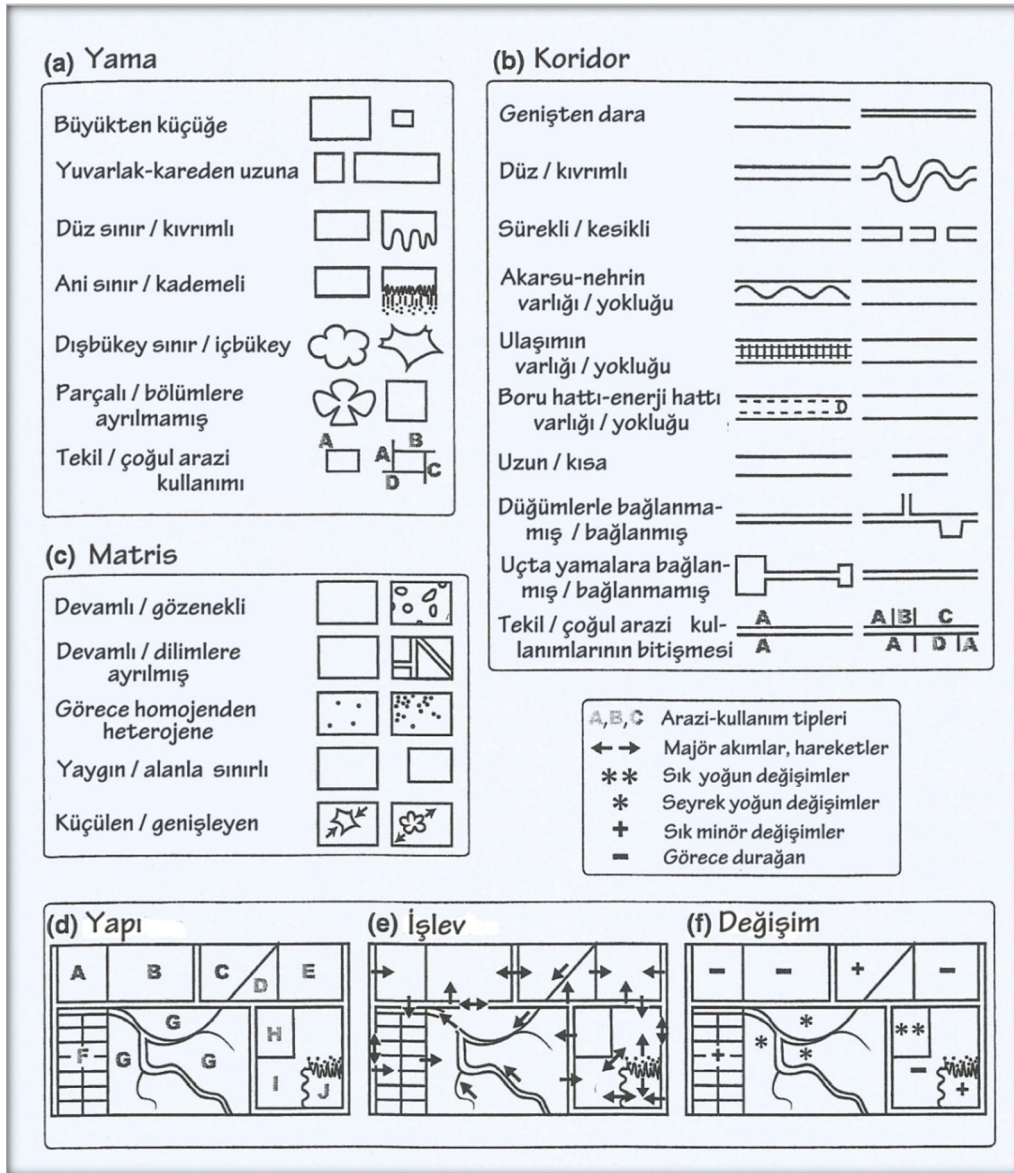 (a) Yama
Büyükten küçüğe
Yuvarlak-kareden uzuna
Düz sınır / kıvrımlı
Ani sınır / kademeli
Dışbükey sınır / içbükey
Parçalı / bölümlere
ayrılmamış
Tekil / çoğul arazi
kullanımı
A
A B C D
(b) Koridor
Genişten dara
Düz / kıvrımlı
Sürekli / kesikli
Akarsu-nehrin
varlığı / yokluğu
Ulaşımın
varlığı / yokluğu
Boru hattı-enerji hattı
varlığı / yokluğu
D
Uzun / kısa
Düğümlerle bağlanma-
mış / bağlanmış
Uçta yamalara bağlan-
mış / bağlanmamış
Tekil / çoğul arazi kul-
lanımlarının bitişmesi
A
A
A B C
A D A
(c) Matris
Devamlı / gözenekli
Devamlı / dilimlere
ayrılmış
Görece homojenden
heterojene
Yaygın / alanla sınırlı
Küçülen / genişleyen
A,B,C Arazi-kullanım tipleri
←→ Majör akımlar, hareketler
** Sık yoğun değişimler
* Seyrek yoğun değişimler
+ Sık minör değişimler
- Görece durağan
(d) Yapı
A B C D E
F G G G H I J
(e) İşlev
(f) Değişim
- - + -
+ * * * ** - +